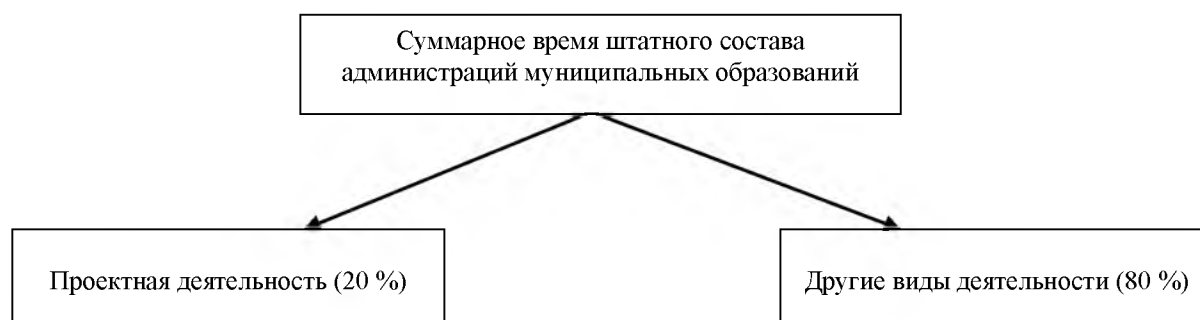 Суммарное время штатного состава
администраций муниципальных образований
Проектная деятельность (20 %)
Другие виды деятельности (80 %)